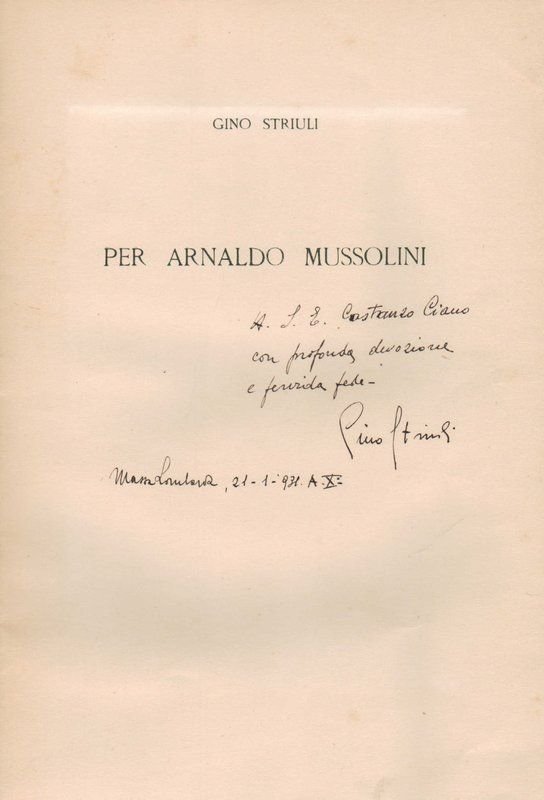 GINO STRIULI
PER ARNALDO MUSSOLINI
A. S. E. Costanzo Ciano
con profonda devozione
e fervida fede-
Gino Striuli
Massa Lombarda, 21-1-931. A. X=